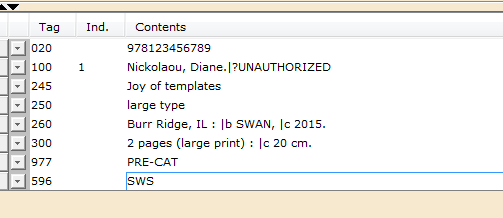 Tag Ind. Contents
020 978123456789
100 1 Nickolaou, Diane.|?UNAUTHORIZED
245 Joy of templates
250 large type
260 Burr Ridge, IL : |b SWAN, |c 2015.
300 2 pages (large print) : |c 20 cm.
977 PRE-CAT
596 SWS